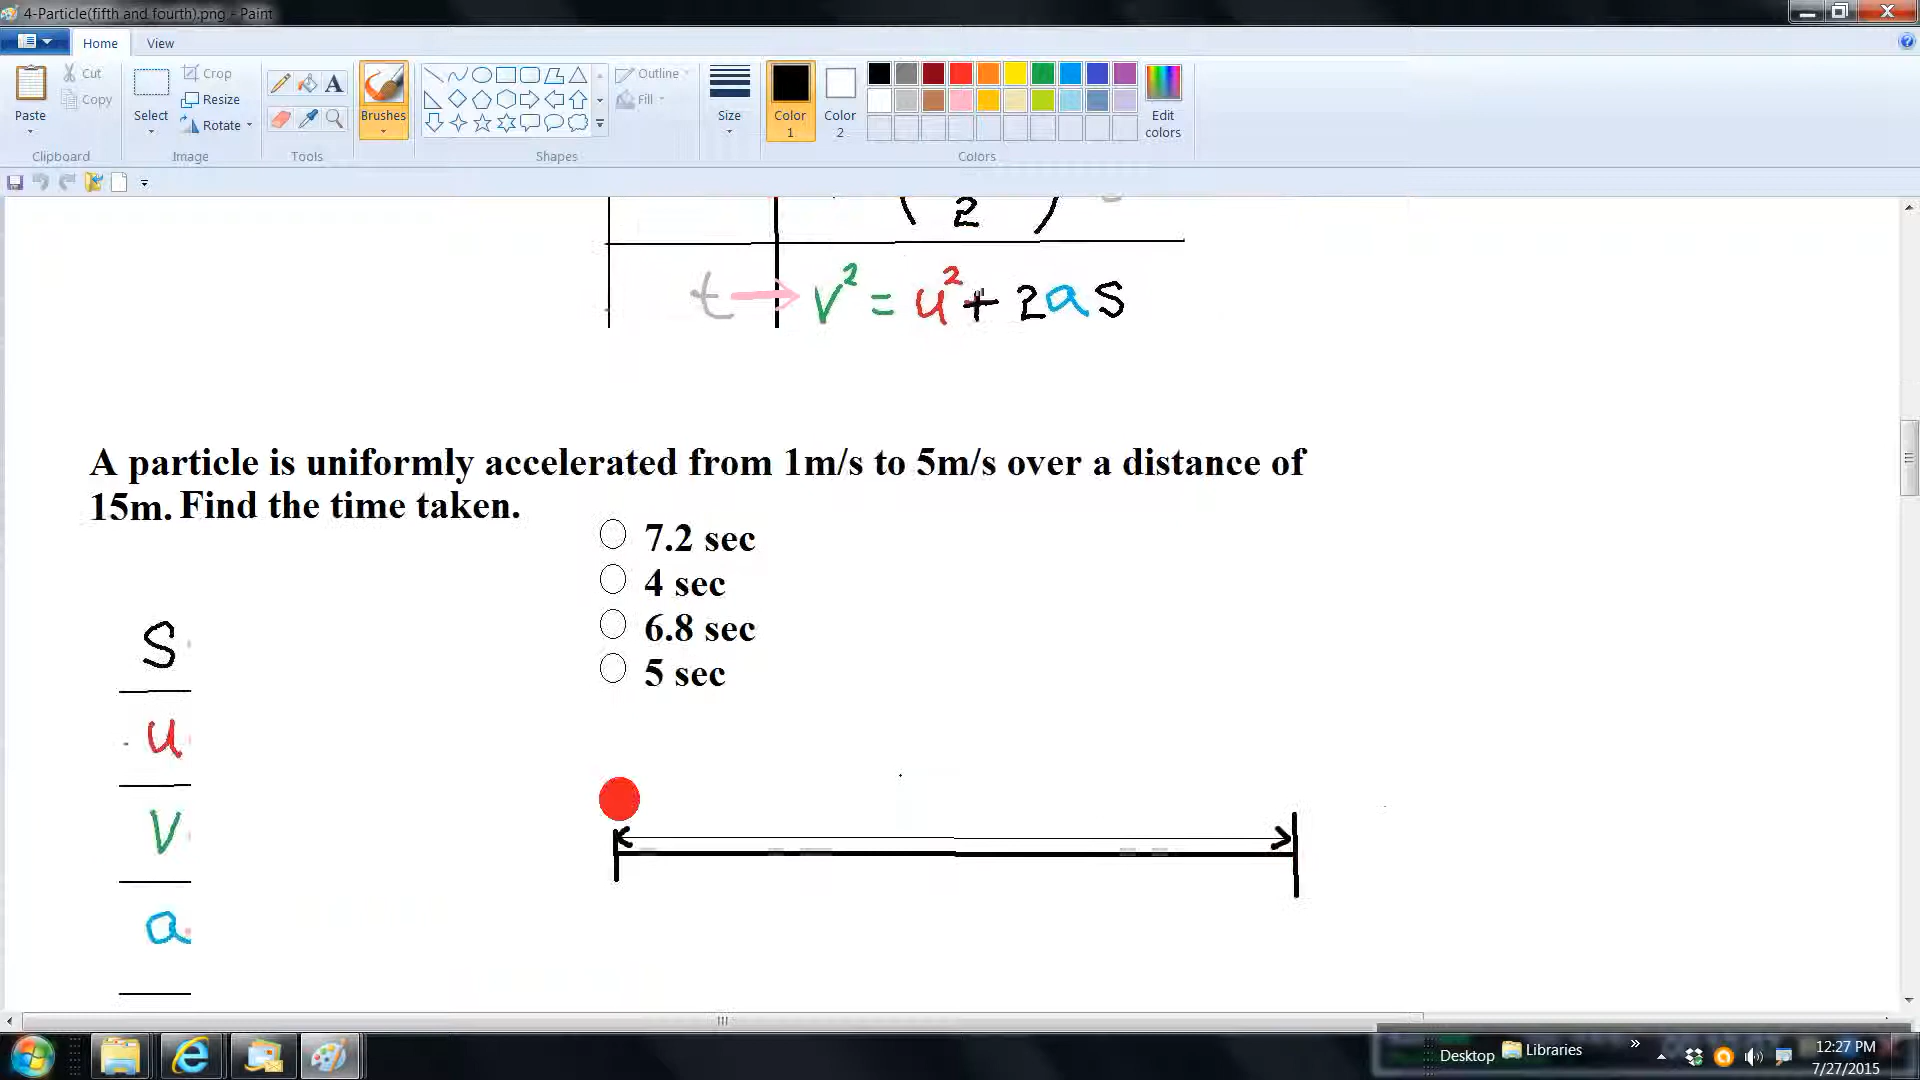 4-Particle(fifth and fourth).png - Paint
Home View
Paste Cut Copy
Select Crop Resize Rotate
A
Brushes
Outline Fill
Size
Color 1
Color 2
Edit colors
Clipboard Image Tools Shapes Colors
( 2 )
t → v² = u² + 2as
A particle is uniformly accelerated from 1m/s to 5m/s over a distance of
15m. Find the time taken.
7.2 sec
4 sec
6.8 sec
5 sec
S
u
v
a
Desktop Libraries » 12:27 PM
7/27/2015